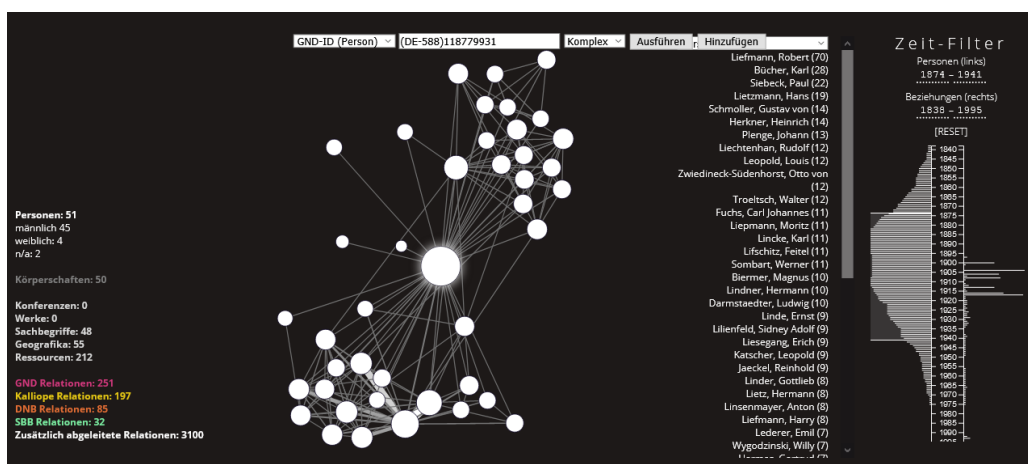 GND-ID (Person)
(DE-588)118779931
Komplex
Ausführen
Hinzufügen
Liefmann, Robert (70)
Bücher, Karl (28)
Siebeck, Paul (22)
Lietzmann, Hans (19)
Schmoller, Gustav von (14)
Herkner, Heinrich (14)
Plenge, Johann (13)
Liechtenhan, Rudolf (12)
Leopold, Louis (12)
Zwiedineck-Südenhorst, Otto von
(12)
Troeltsch, Walter (12)
Fuchs, Carl Johannes (11)
Liepmann, Moritz (11)
Lincke, Karl (11)
Lifschitz, Feitel (11)
Sombart, Werner (11)
Biermer, Magnus (10)
Lindner, Hermann (10)
Darmstaedter, Ludwig (10)
Linde, Ernst (9)
Lilienfeld, Sidney Adolf (9)
Liesegang, Erich (9)
Katscher, Leopold (9)
Jaeckel, Reinhold (9)
Linder, Gottlieb (8)
Lietz, Hermann (8)
Linsenmayer, Anton (8)
Liefmann, Harry (8)
Lederer, Emil (7)
Wygodzinski, Willy (7)
Personen: 51
männlich 45
weiblich: 4
n/a: 2
Körperschaften: 50
Konferenzen: 0
Werke: 0
Sachbegriffe: 48
Geografika: 55
Ressourcen: 212
GND Relationen: 251
Kalliope Relationen: 197
DNB Relationen: 85
SBB Relationen: 32
Zusätzlich abgeleitete Relationen: 3100
Zeit-Filter
Personen (links)
1874 – 1941
Beziehungen (rechts)
1838 – 1995
[RESET]
1840
1845
1850
1855
1860
1865
1870
1875
1880
1885
1890
1895
1900
1905
1910
1915
1920
1925
1930
1935
1940
1945
1950
1955
1960
1965
1970
1975
1980
1985
1990